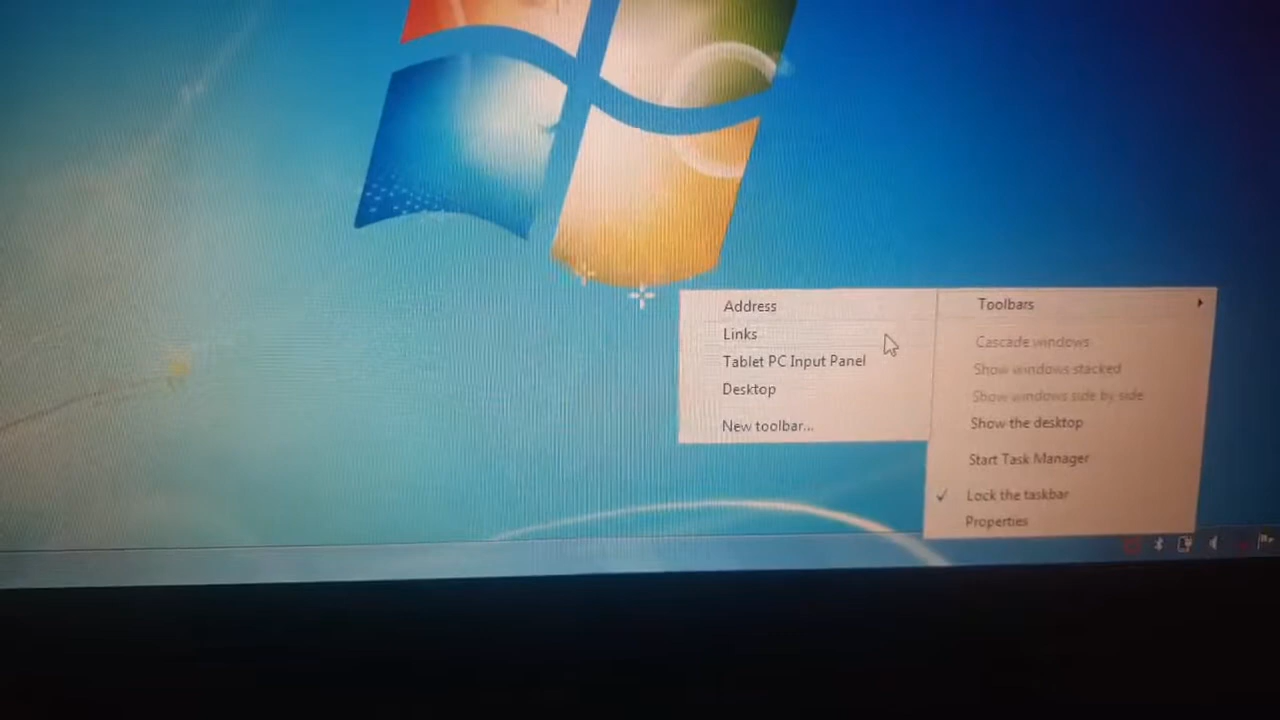 Address
Links
Tablet PC Input Panel
Desktop
New toolbar...
Toolbars
Cascade windows
Show windows stacked
Show windows side by side
Show the desktop
Start Task Manager
Lock the taskbar
Properties